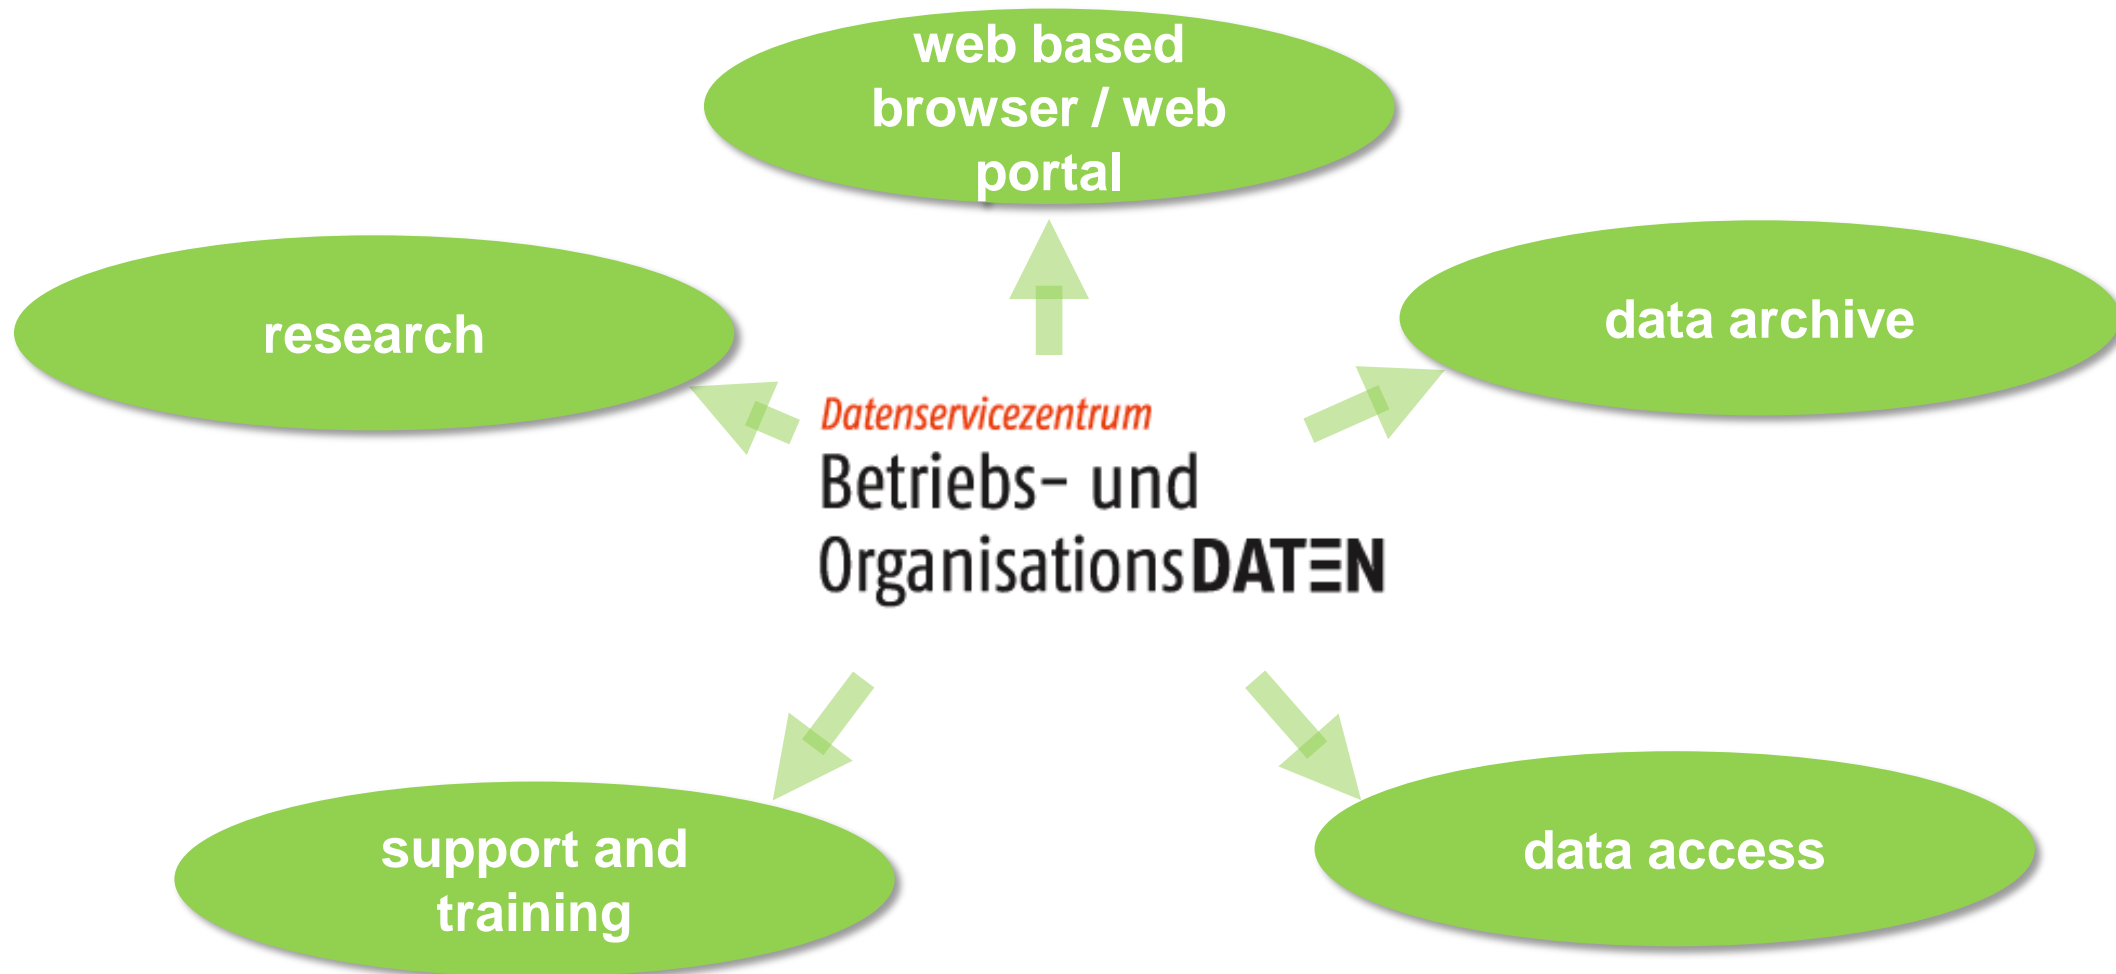 web based
browser / web
portal
research
data archive
Datenservicezentrum
Betriebs- und
OrganisationsDATEN
support and
training
data access